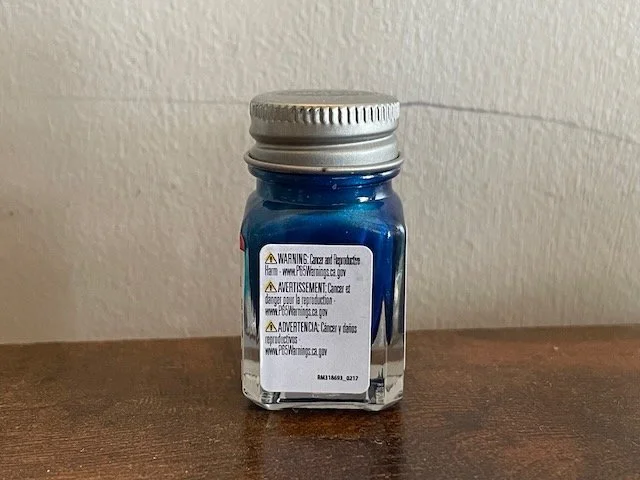 WARNING: Cancer and Reproductive
Harm - www.P65Warnings.ca.gov
AVERTISSEMENT: Cancer et
danger pour la reproduction -
www.P65Warnings.ca.gov
ADVERTENCIA: Cáncer y daños
reproductivos -
www.P65Warnings.ca.gov
RM318693_0217